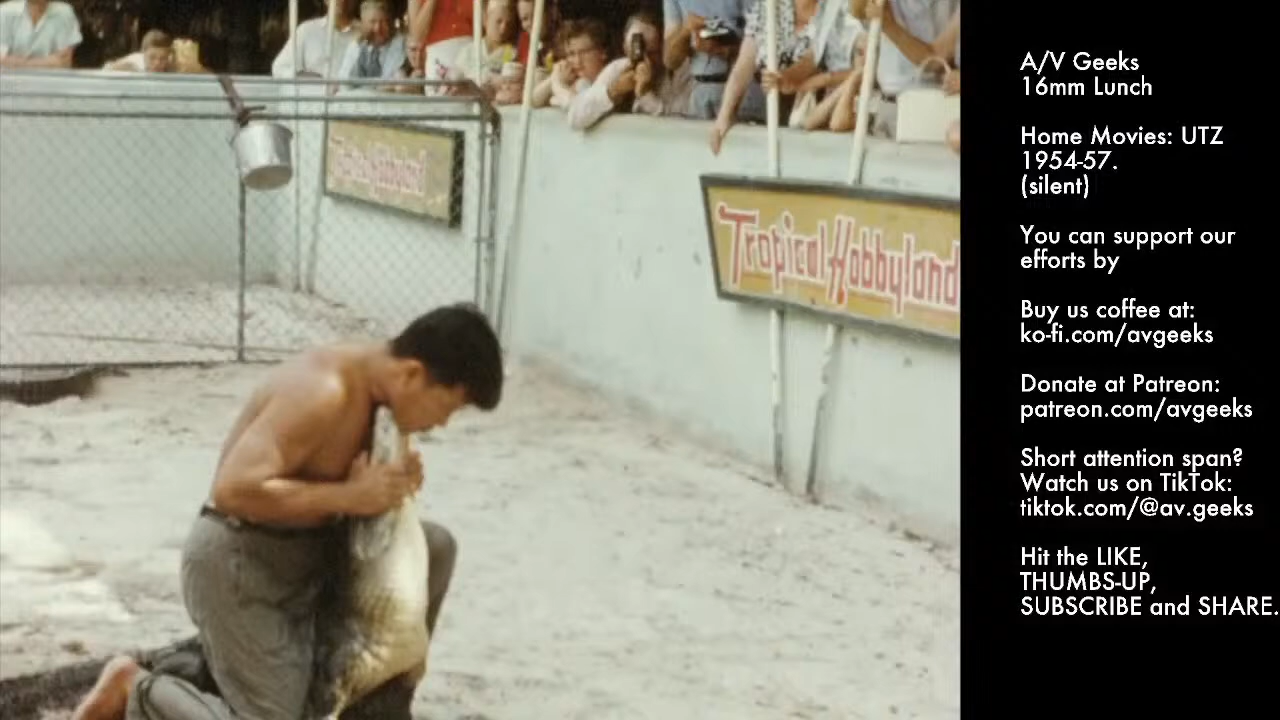 Tropical Hobbyland
Tropical Hobbyland
A/V Geeks
16mm Lunch
Home Movies: UTZ
1954-57.
(silent)
You can support our
efforts by
Buy us coffee at:
ko-fi.com/avgeeks
Donate at Patreon:
patreon.com/avgeeks
Short attention span?
Watch us on TikTok:
tiktok.com/@av.geeks
Hit the LIKE,
THUMBS-UP,
SUBSCRIBE and SHARE.